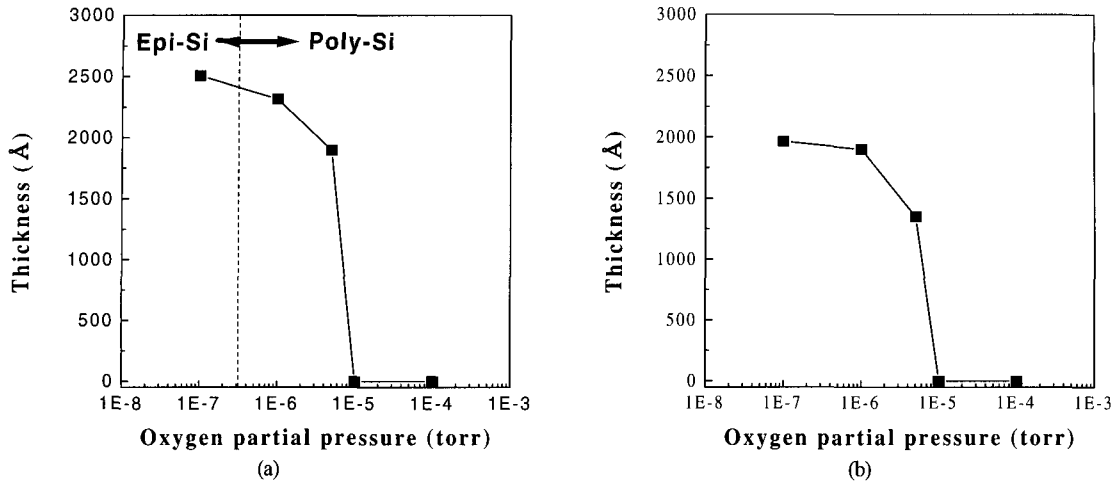 3000
Epi-Si Poly-Si
2500
2000
1500
1000
500
0
Thickness (Å)
1E-8 1E-7 1E-6 1E-5 1E-4 1E-3
Oxygen partial pressure (torr)
(a)
3000
2500
2000
1500
1000
500
0
Thickness (Å)
1E-8 1E-7 1E-6 1E-5 1E-4 1E-3
Oxygen partial pressure (torr)
(b)